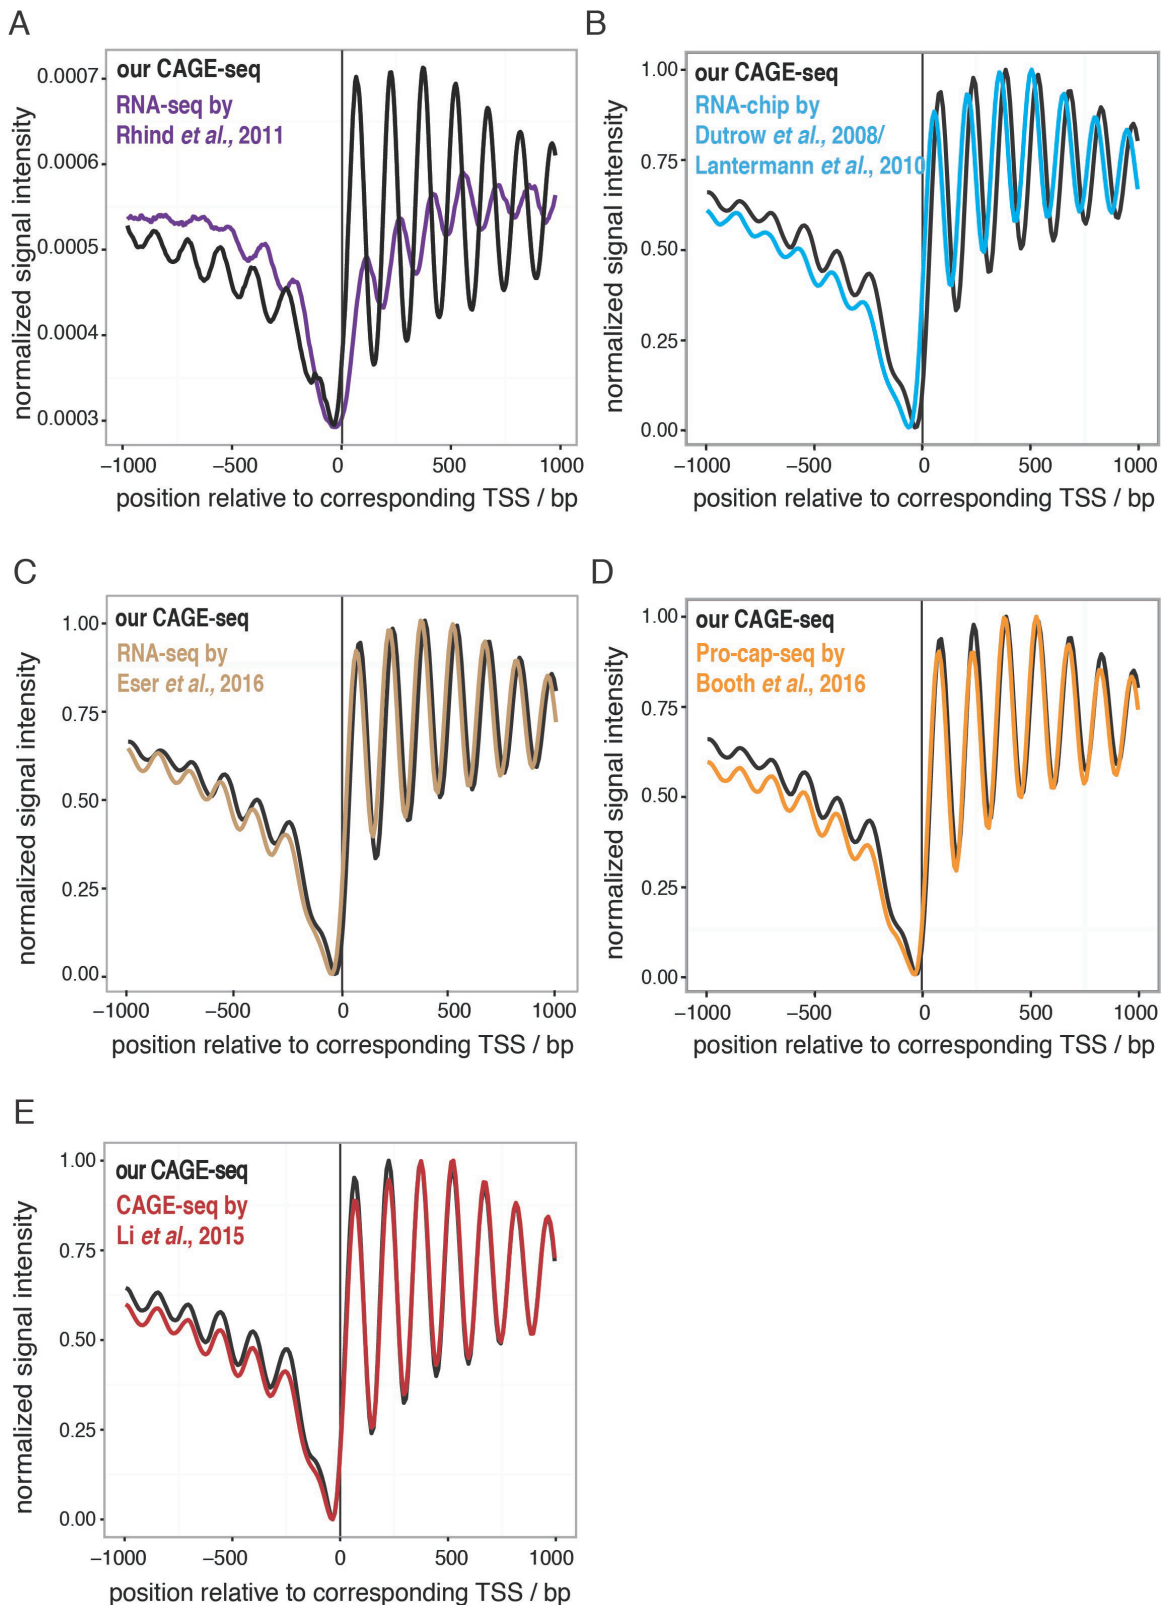 A
our CAGE-seq
RNA-seq by
Rhind et al., 2011
0.0007
0.0006
0.0005
0.0004
0.0003
normalized signal intensity
−1000 −500 0 500 1000
position relative to corresponding TSS / bp
B
our CAGE-seq
RNA-chip by
Dutrow et al., 2008/
Lantermann et al., 2010
1.00
0.75
0.50
0.25
0.00
normalized signal intensity
−1000 −500 0 500 1000
position relative to corresponding TSS / bp
C
our CAGE-seq
RNA-seq by
Eser et al., 2016
1.00
0.75
0.50
0.25
0.00
normalized signal intensity
−1000 −500 0 500 1000
position relative to corresponding TSS / bp
D
our CAGE-seq
Pro-cap-seq by
Booth et al., 2016
1.00
0.75
0.50
0.25
0.00
normalized signal intensity
−1000 −500 0 500 1000
position relative to corresponding TSS / bp
E
our CAGE-seq
CAGE-seq by
Li et al., 2015
1.00
0.75
0.50
0.25
0.00
normalized signal intensity
−1000 −500 0 500 1000
position relative to corresponding TSS / bp